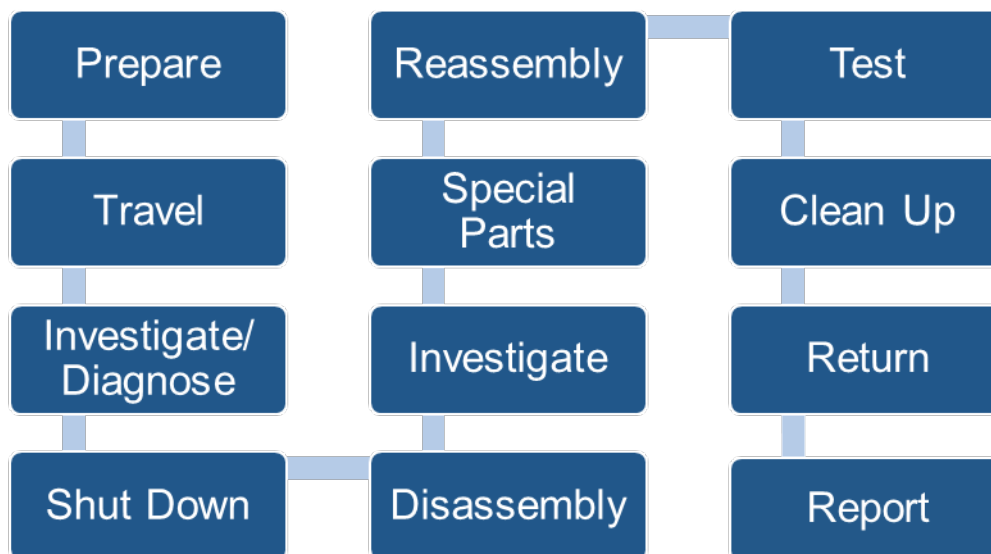 Prepare
Travel
Investigate/
Diagnose
Shut Down
Disassembly
Investigate
Special
Parts
Reassembly
Test
Clean Up
Return
Report